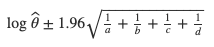 log θ̂ ± 1.96√(1/a + 1/b + 1/c + 1/d)